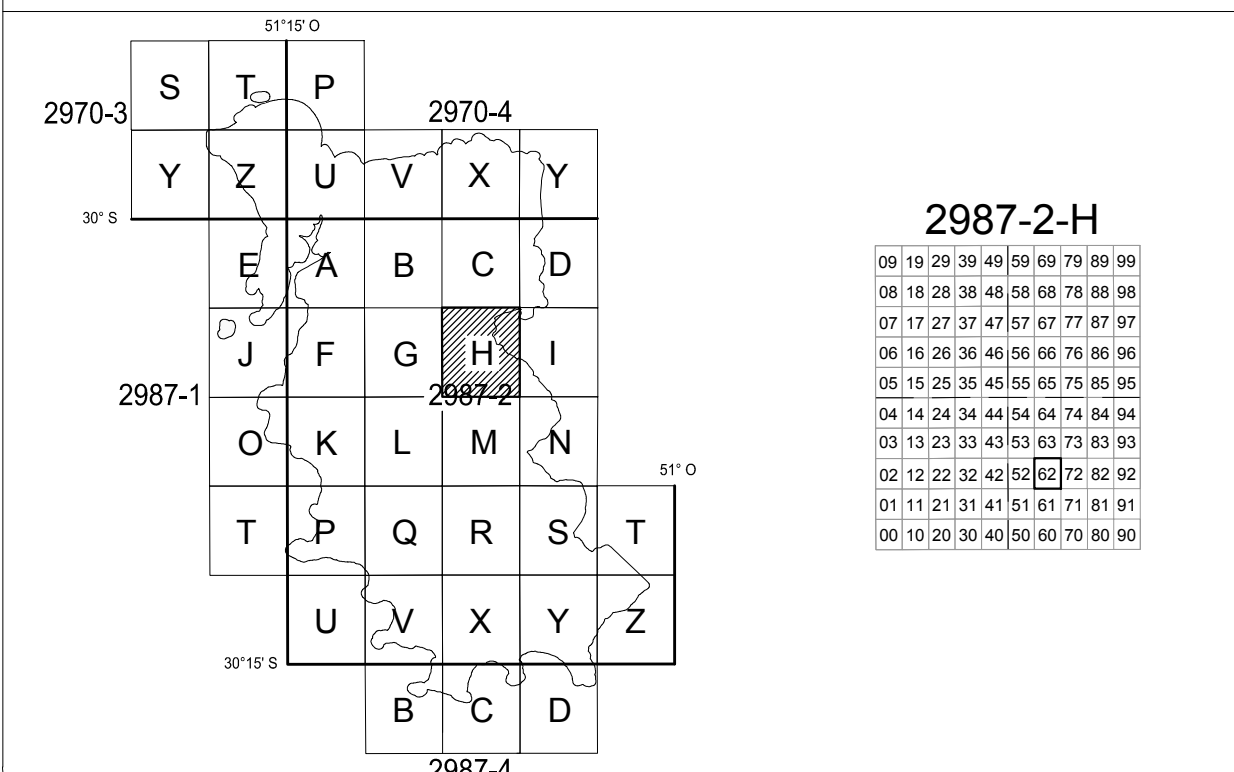 51°15' O
S T P
2970-3 2970-4
Y Z U V X Y
30° S
E A B C D
J F G H I
2987-1 2987-2
O K L M N
51° O
T P Q R S T
U V X Y Z
30°15' S
B C D
2987-4
2987-2-H
09 19 29 39 49 59 69 79 89 99
08 18 28 38 48 58 68 78 88 98
07 17 27 37 47 57 67 77 87 97
06 16 26 36 46 56 66 76 86 96
05 15 25 35 45 55 65 75 85 95
04 14 24 34 44 54 64 74 84 94
03 13 23 33 43 53 63 73 83 93
02 12 22 32 42 52 62 72 82 92
01 11 21 31 41 51 61 71 81 91
00 10 20 30 40 50 60 70 80 90